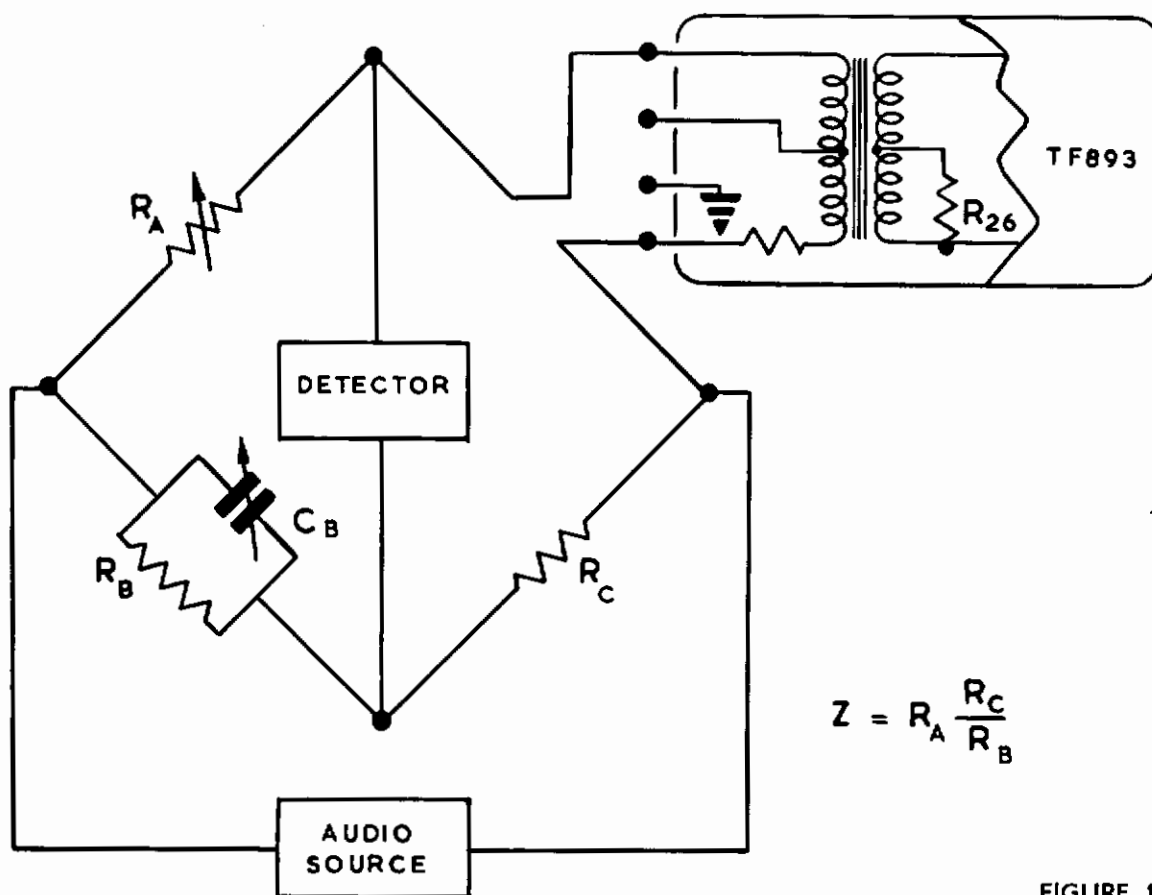 TF893
R26
RA
DETECTOR
CB
RB
RC
Z = RA RC/RB
AUDIO
SOURCE